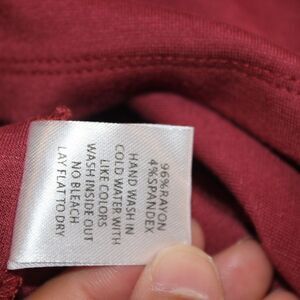 96%RAYON
4%SPANDEX
HAND WASH IN
COLD WATER WITH
LIKE COLORS
WASH INSIDE OUT
NO BLEACH
LAY FLAT TO DRY